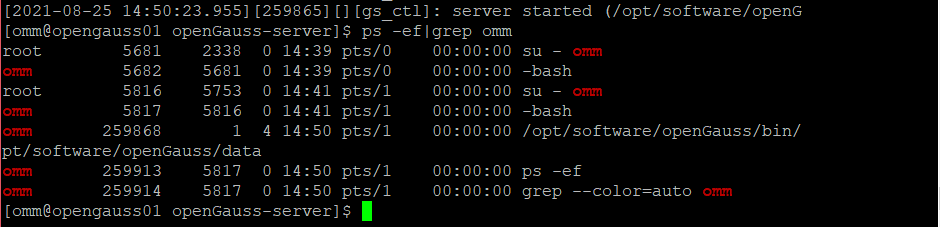 [2021-08-25 14:50:23.955][259865][][gs_ctl]: server started (/opt/software/openG
[omm@opengauss01 openGauss-server]$ ps -ef|grep omm
root 5681 2338 0 14:39 pts/0 00:00:00 su - omm
omm 5682 5681 0 14:39 pts/0 00:00:00 -bash
root 5816 5753 0 14:41 pts/1 00:00:00 su - omm
omm 5817 5816 0 14:41 pts/1 00:00:00 -bash
omm 259868 1 4 14:50 pts/1 00:00:00 /opt/software/openGauss/bin/
pt/software/openGauss/data
omm 259913 5817 0 14:50 pts/1 00:00:00 ps -ef
omm 259914 5817 0 14:50 pts/1 00:00:00 grep --color=auto omm
[omm@opengauss01 openGauss-server]$